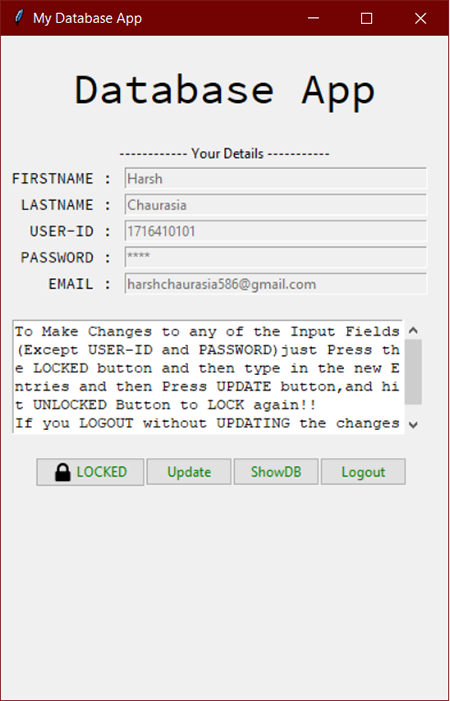 My Database App
Database App
------------ Your Details -----------
FIRSTNAME : Harsh
LASTNAME : Chaurasia
USER-ID : 1716410101
PASSWORD : ****
EMAIL : harshchaurasia586@gmail.com
To Make Changes to any of the Input Fields
(Except USER-ID and PASSWORD)just Press th
e LOCKED button and then type in the new E
ntries and then Press UPDATE button,and hi
t UNLOCKED Button to LOCK again!!
If you LOGOUT without UPDATING the changes
LOCKED Update ShowDB Logout